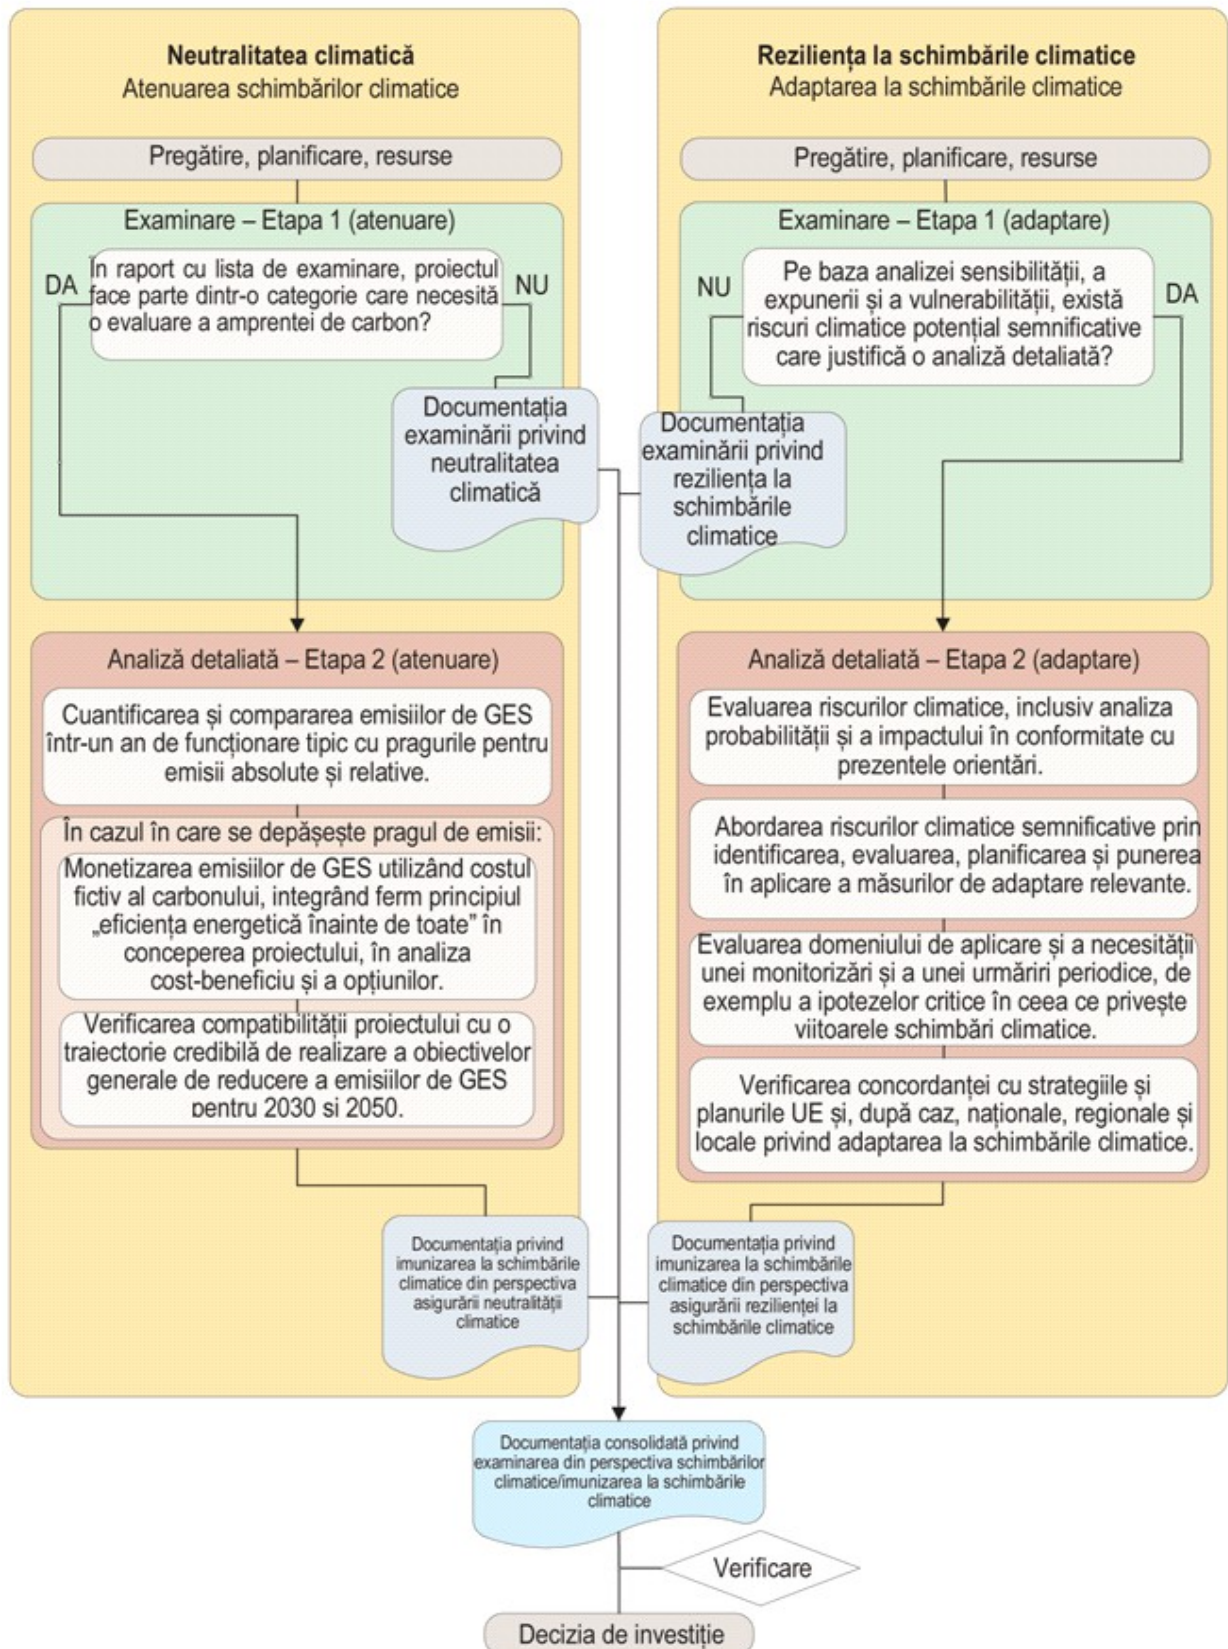 Neutralitatea climatică
Atenuarea schimbărilor climatice
Pregătire, planificare, resurse
Examinare – Etapa 1 (atenuare)
DA
În raport cu lista de examinare, proiectul
face parte dintr-o categorie care necesită
o evaluare a amprentei de carbon?
NU
Documentația
examinării privind
neutralitatea
climatică
Analiză detaliată – Etapa 2 (atenuare)
Cuantificarea și compararea emisiilor de GES
într-un an de funcționare tipic cu pragurile pentru
emisii absolute și relative.
În cazul în care se depășește pragul de emisii:
Monetizarea emisiilor de GES utilizând costul
fictiv al carbonului, integrând ferm principiul
„eficiența energetică înainte de toate” în
conceperea proiectului, în analiza
cost-beneficiu și a opțiunilor.
Verificarea compatibilității proiectului cu o
traiectorie credibilă de realizare a obiectivelor
generale de reducere a emisiilor de GES
pentru 2030 si 2050.
Documentația privind
imunizarea la schimbările
climatice din perspectiva
asigurării neutralității
climatice
Reziliența la schimbările climatice
Adaptarea la schimbările climatice
Pregătire, planificare, resurse
Examinare – Etapa 1 (adaptare)
NU
Pe baza analizei sensibilității, a
expunerii și a vulnerabilității, există
riscuri climatice potențial semnificative
care justifică o analiză detaliată?
DA
Documentația
examinării privind
reziliența la
schimbările
climatice
Analiză detaliată – Etapa 2 (adaptare)
Evaluarea riscurilor climatice, inclusiv analiza
probabilității și a impactului în conformitate cu
prezentele orientări.
Abordarea riscurilor climatice semnificative prin
identificarea, evaluarea, planificarea și punerea
în aplicare a măsurilor de adaptare relevante.
Evaluarea domeniului de aplicare și a necesității
unei monitorizări și a unei urmăriri periodice, de
exemplu a ipotezelor critice în ceea ce privește
viitoarele schimbări climatice.
Verificarea concordanței cu strategiile și
planurile UE și, după caz, naționale, regionale și
locale privind adaptarea la schimbările climatice.
Documentația privind
imunizarea la schimbările
climatice din perspectiva
asigurării rezilienței la
schimbările climatice
Documentația consolidată privind
examinarea din perspectiva schimbărilor
climatice/imunizarea la schimbările
climatice
Verificare
Decizia de investiție